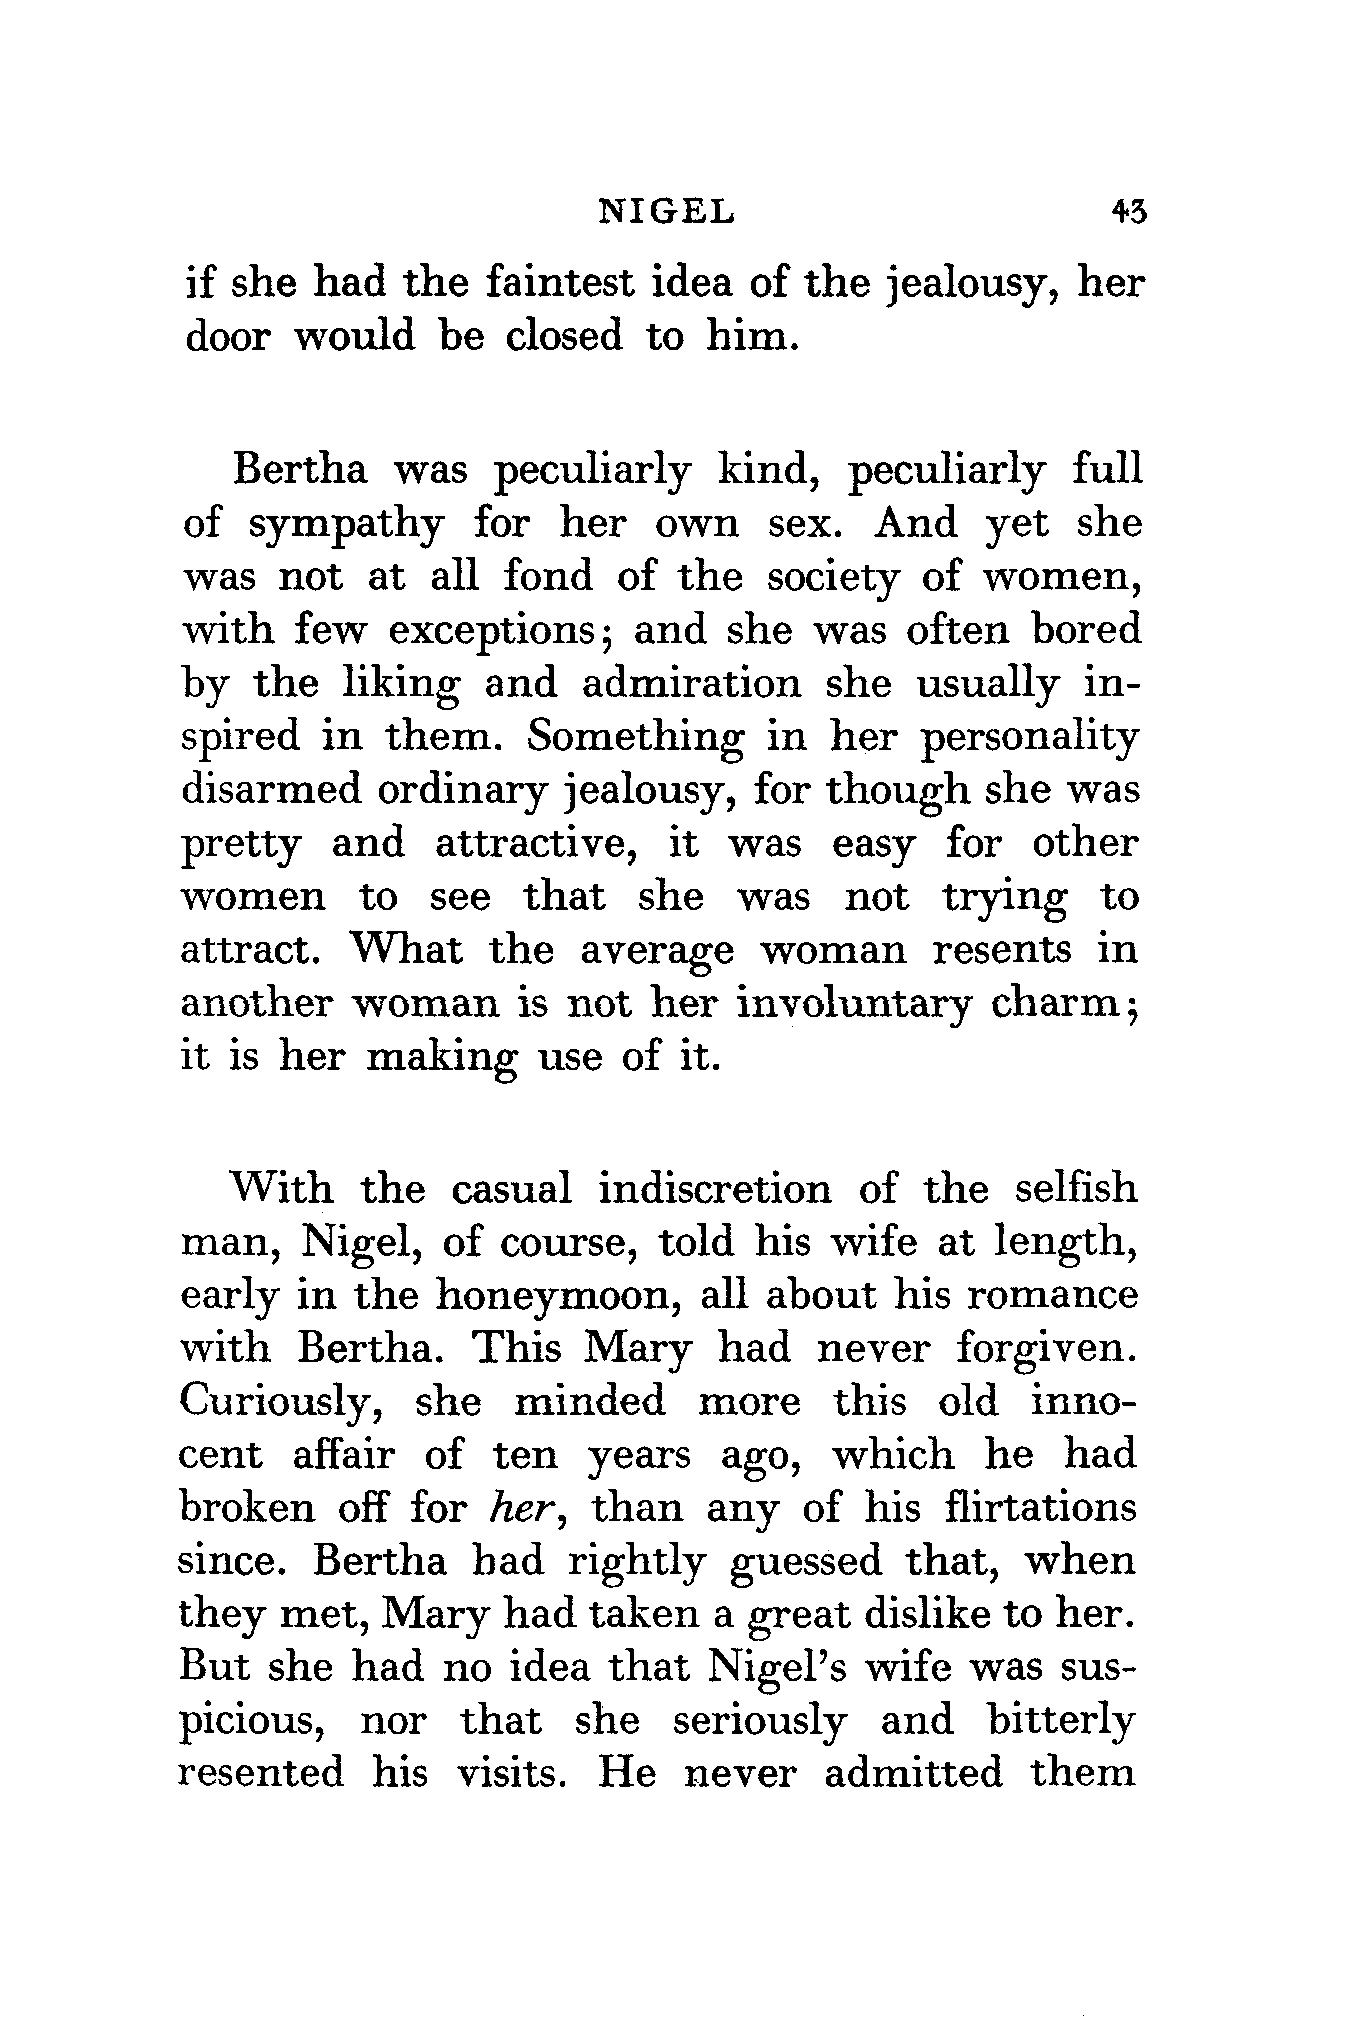 NIGEL 43
if she had the faintest idea of the jealousy, her
door would be closed to him.
Bertha was peculiarly kind, peculiarly full
of sympathy for her own sex. And yet she
was not at all fond of the society of women,
with few exceptions; and she was often bored
by the liking and admiration she usually in-
spired in them. Something in her personality
disarmed ordinary jealousy, for though she was
pretty and attractive, it was easy for other
women to see that she was not trying to
attract. What the average woman resents in
another woman is not her involuntary charm;
it is her making use of it.
With the casual indiscretion of the selfish
man, Nigel, of course, told his wife at length,
early in the honeymoon, all about his romance
with Bertha. This Mary had never forgiven.
Curiously, she minded more this old inno-
cent affair of ten years ago, which he had
broken off for her, than any of his flirtations
since. Bertha had rightly guessed that, when
they met, Mary had taken a great dislike to her.
But she had no idea that Nigel's wife was sus-
picious, nor that she seriously and bitterly
resented his visits. He never admitted them